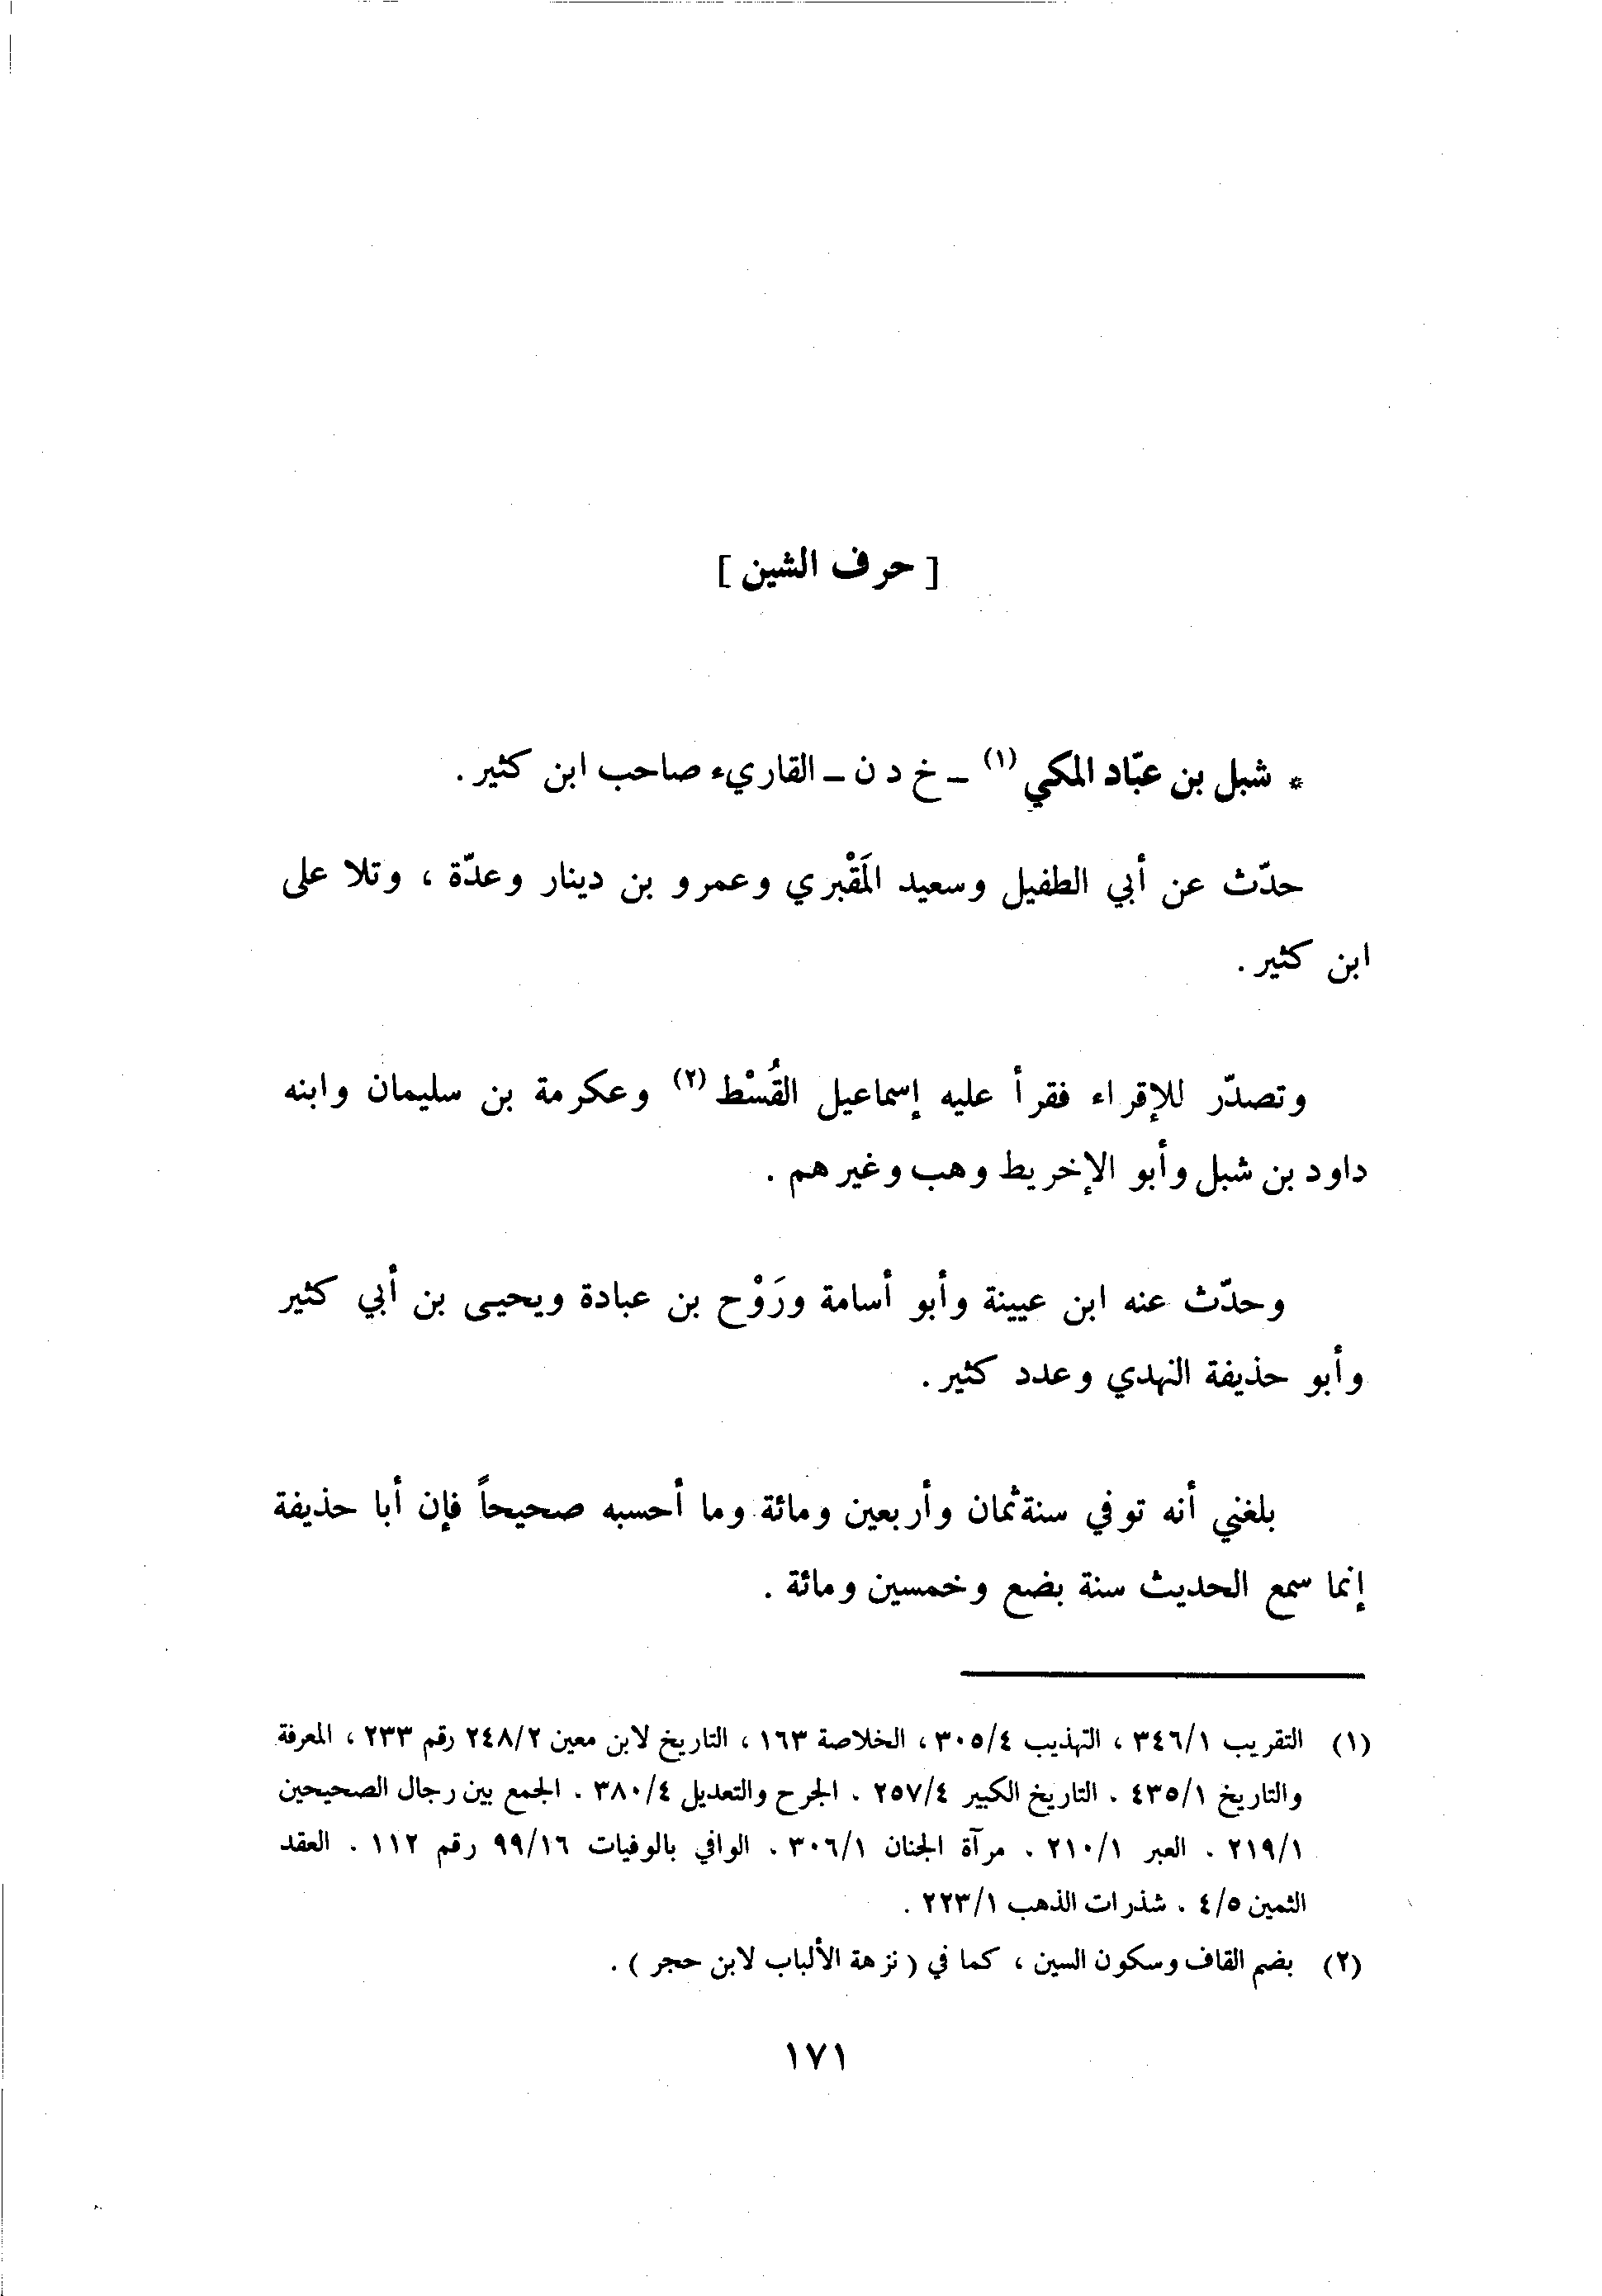 [ حرف الشين ]
* شبل بن عبّاد المكي (١) ـ خ د ن ـ القاريء صاحب ابن كثير .
حدّث عن أبي الطفيل وسعيد المَقْبري وعمرو بن دينار وعدّة ، وتلا على
ابن كثير .
وتصدّر للإقراء فقرأ عليه إسماعيل القُسْط (٢) وعكرمة بن سليمان وابنه
داود بن شبل وأبو الإخريط وهب وغيرهم .
وحدّث عنه ابن عيينة وأبو أسامة ورَوْح بن عبادة ويحيى بن أبي كثير
وأبو حذيفة النهدي وعدد كثير .
بلغني أنه توفي سنة ثمان وأربعين ومائة وما أحسبه صحيحاً فإن أبا حذيفة
إنما سمع الحديث سنة بضع وخمسين ومائة .
(١) التقريب ٣٤٦/١ ، التهذيب ٣٠٥/٤ ، الخلاصة ١٦٣ ، التاريخ لابن معين ٢٤٨/٢ رقم ٢٣٣ ، المعرفة
والتاريخ ٤٣٥/١ . التاريخ الكبير ٢٥٧/٤ . الجرح والتعديل ٣٨٠/٤ . الجمع بين رجال الصحيحين
٢١٩/١ . العبر ٢١٠/١ . مرآة الجنان ٣٠٦/١ . الوافي بالوفيات ٩٩/١٦ رقم ١١٢ . العقد
الثمين ٤/٥ . شذرات الذهب ٢٢٣/١ .
(٢) بضم القاف وسكون السين ، كما في ( نزهة الألباب لابن حجر ) .
١٧١